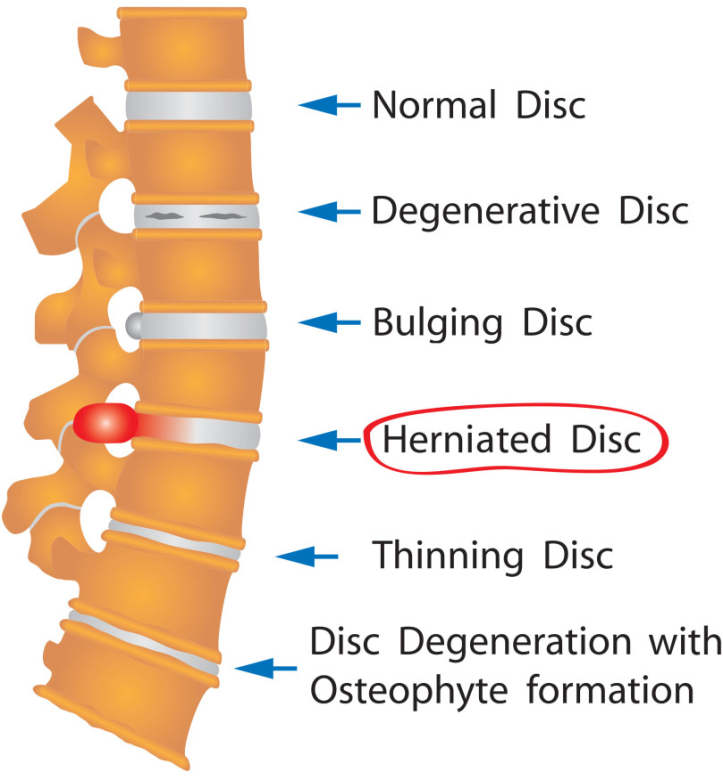 Normal Disc
Degenerative Disc
Bulging Disc
Herniated Disc
Thinning Disc
Disc Degeneration with
Osteophyte formation